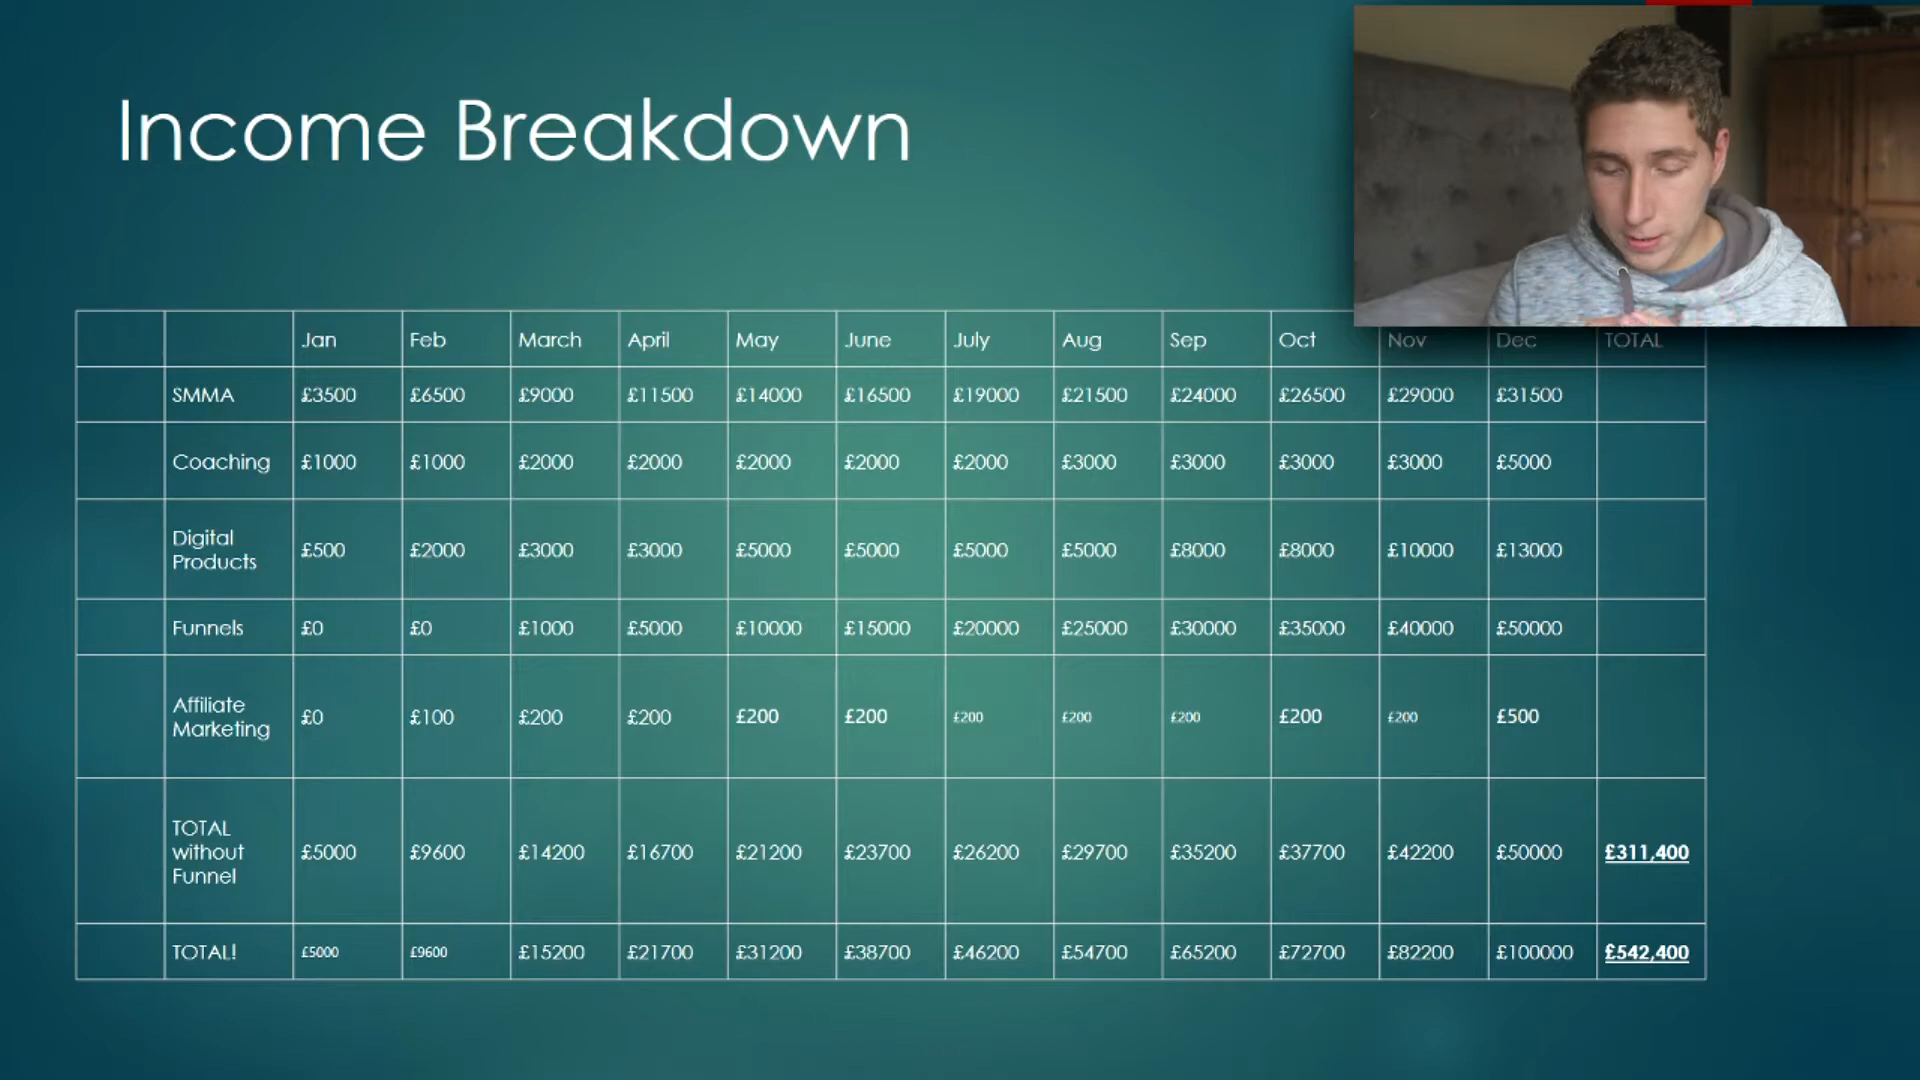 Income Breakdown
Jan Feb March April May June July Aug Sep Oct Nov Dec TOTAL
SMMA £3500 £6500 £9000 £11500 £14000 £16500 £19000 £21500 £24000 £26500 £29000 £31500
Coaching £1000 £1000 £2000 £2000 £2000 £2000 £2000 £3000 £3000 £3000 £3000 £5000
Digital
Products £500 £2000 £3000 £3000 £5000 £5000 £5000 £5000 £8000 £8000 £10000 £13000
Funnels £0 £0 £1000 £5000 £10000 £15000 £20000 £25000 £30000 £35000 £40000 £50000
Affiliate
Marketing £0 £100 £200 £200 £200 £200 £200 £200 £200 £200 £200 £500
TOTAL
without
Funnel £5000 £9600 £14200 £16700 £21200 £23700 £26200 £29700 £35200 £37700 £42200 £50000 £311,400
TOTAL! £5000 £9600 £15200 £21700 £31200 £38700 £46200 £54700 £65200 £72700 £82200 £100000 £542,400